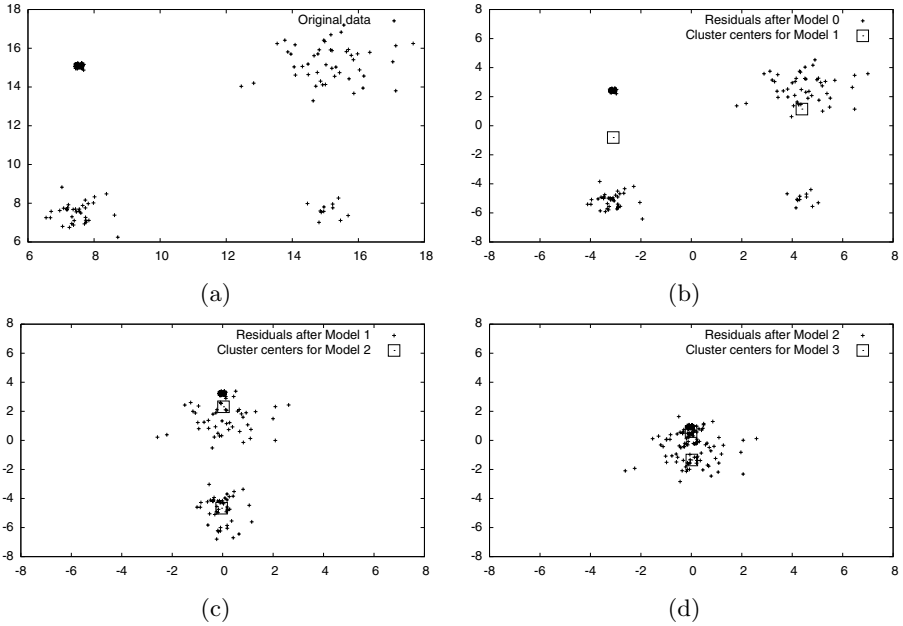 Original data
18
16
14
12
10
8
6
6 8 10 12 14 16 18
(a)
Residuals after Model 0
Cluster centers for Model 1
8
6
4
2
0
-2
-4
-6
-8
-8 -6 -4 -2 0 2 4 6 8
(b)
Residuals after Model 1
Cluster centers for Model 2
8
6
4
2
0
-2
-4
-6
-8
-8 -6 -4 -2 0 2 4 6 8
(c)
Residuals after Model 2
Cluster centers for Model 3
8
6
4
2
0
-2
-4
-6
-8
-8 -6 -4 -2 0 2 4 6 8
(d)